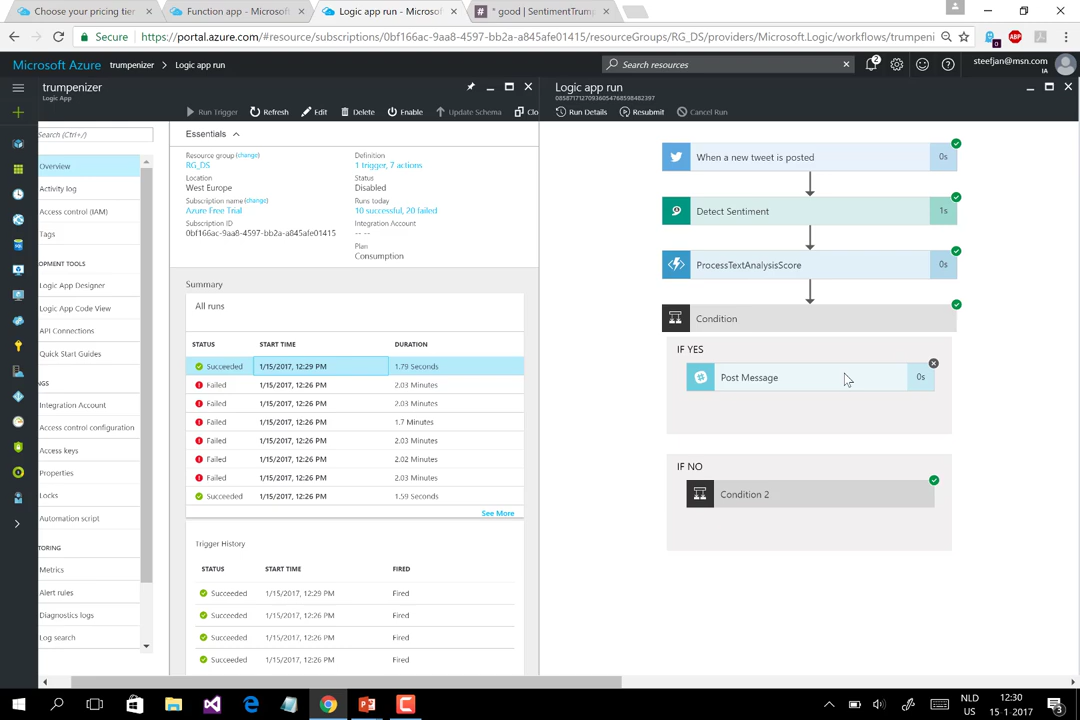 Choose your pricing tier
Function app - Microsof
Logic app run - Microsof
* good | SentimentTrump
Secure
https://portal.azure.com/#resource/subscriptions/0bf166ac-9aa8-4597-bb2a-a845afe01415/resourceGroups/RG_DS/providers/Microsoft.Logic/workflows/trumpeni
Microsoft Azure
trumpenizer
Logic app run
Search resources
2
steefjan@msn.com
IA
trumpenizer
Logic App
Run Trigger
Refresh
Edit
Delete
Enable
Update Schema
Clo
Search (Ctrl+/)
Overview
Activity log
Access control (IAM)
Tags
OPMENT TOOLS
Logic App Designer
Logic App Code View
API Connections
Quick Start Guides
NGS
Integration Account
Access control configuration
Access keys
Properties
Locks
Automation script
TORING
Metrics
Alert rules
Diagnostics logs
Log search
Essentials
Resource group (change)
RG_DS
Location
West Europe
Subscription name (change)
Azure Free Trial
Subscription ID
0bf166ac-9aa8-4597-bb2a-a845afe01415
Definition
1 trigger, 7 actions
Status
Disabled
Runs today
10 successful, 20 failed
Integration Account
-- --
Plan
Consumption
Summary
All runs
STATUS START TIME DURATION
Succeeded 1/15/2017, 12:29 PM 1.79 Seconds
Failed 1/15/2017, 12:26 PM 2.03 Minutes
Failed 1/15/2017, 12:26 PM 2.03 Minutes
Failed 1/15/2017, 12:26 PM 1.7 Minutes
Failed 1/15/2017, 12:26 PM 2.03 Minutes
Failed 1/15/2017, 12:26 PM 2.02 Minutes
Failed 1/15/2017, 12:26 PM 2.03 Minutes
Succeeded 1/15/2017, 12:26 PM 1.59 Seconds
See More
Trigger History
STATUS START TIME FIRED
Succeeded 1/15/2017, 12:29 PM Fired
Succeeded 1/15/2017, 12:26 PM Fired
Succeeded 1/15/2017, 12:26 PM Fired
Succeeded 1/15/2017, 12:26 PM Fired
Logic app run
Run Details
Resubmit
Cancel Run
When a new tweet is posted 0s
Detect Sentiment 1s
ProcessTextAnalysisScore 0s
Condition
IF YES
Post Message 0s
IF NO
Condition 2
NLD 12:30
US 15-1-2017
3